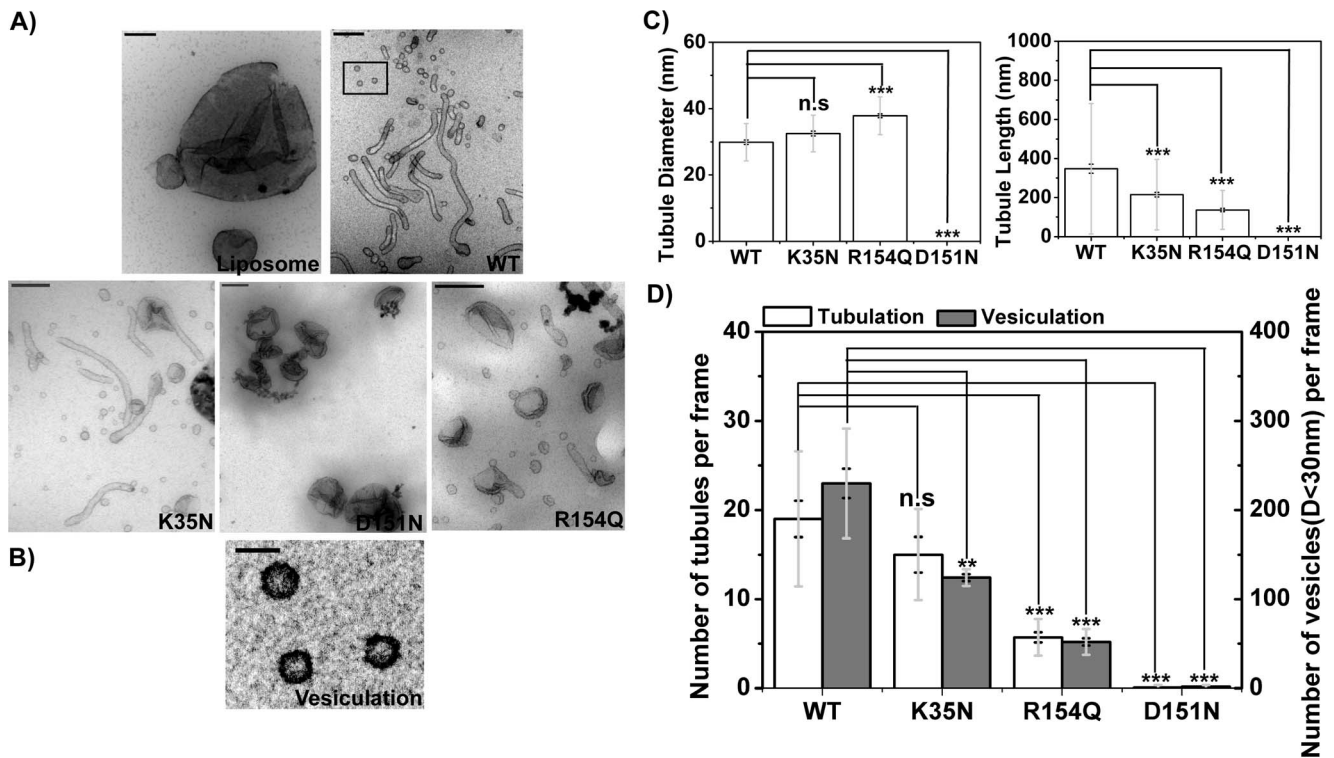 A)
Liposome
WT
K35N
D151N
R154Q
B)
Vesiculation
C)
Tubule Diameter (nm)
60
40
20
0
n.s
***
***
WT K35N R154Q D151N
Tubule Length (nm)
1000
800
600
400
200
0
***
***
***
WT K35N R154Q D151N
D)
Tubulation Vesiculation
Number of tubules per frame
40
30
20
10
0
n.s
**
***
***
***
***
WT K35N R154Q D151N
400
300
200
100
0
Number of vesicles(D<30nm) per frame